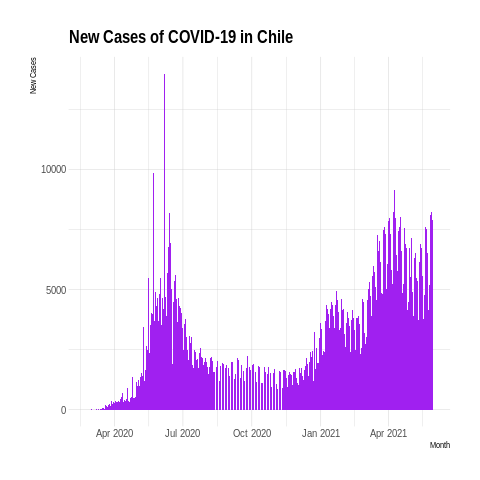 New Cases of COVID-19 in Chile
New Cases
10000
5000
0
Apr 2020 Jul 2020 Oct 2020 Jan 2021 Apr 2021
Month